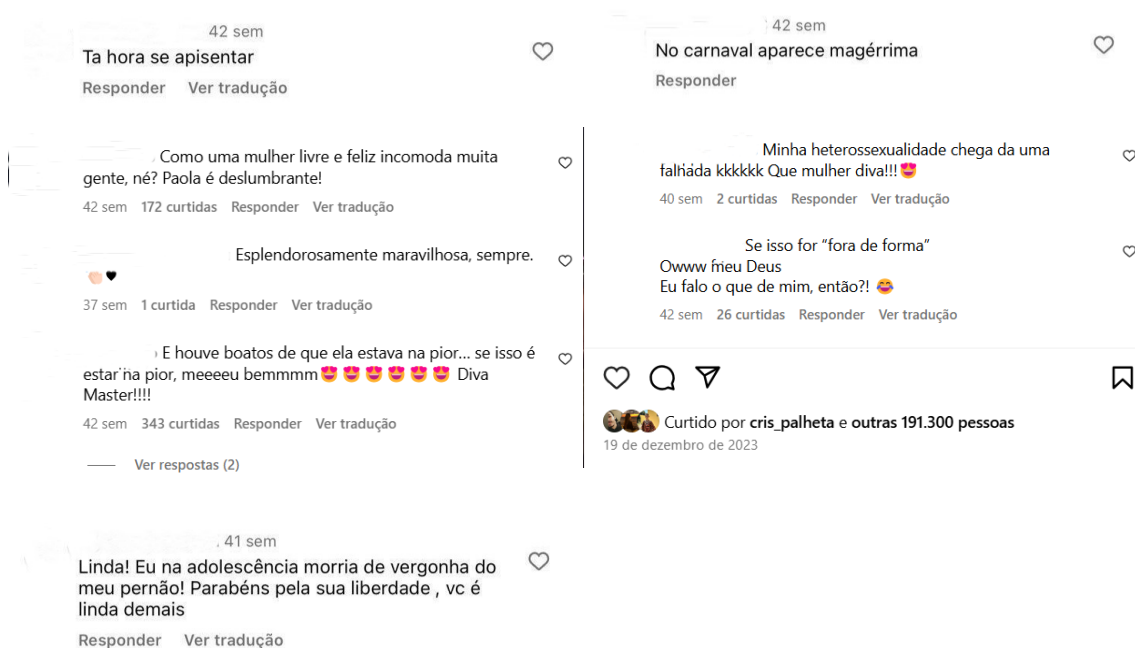 42 sem
Ta hora se apisentar
Responder Ver tradução
Como uma mulher livre e feliz incomoda muita
gente, né? Paola é deslumbrante!
42 sem 172 curtidas Responder Ver tradução
Esplendorosamente maravilhosa, sempre.
37 sem 1 curtida Responder Ver tradução
E houve boatos de que ela estava na pior... se isso é
estar na pior, meeeeu bemmmm😍 😍 😍 😍 😍 😍 Diva
Master!!!!
42 sem 343 curtidas Responder Ver tradução
Ver respostas (2)
41 sem
Linda! Eu na adolescência morria de vergonha do
meu pernão! Parabéns pela sua liberdade , vc é
linda demais
Responder Ver tradução
42 sem
No carnaval aparece magérrima
Responder
Minha heterossexualidade chega da uma
falhada kkkkkk Que mulher diva!!!😍
40 sem 2 curtidas Responder Ver tradução
Se isso for “fora de forma”
Owww meu Deus
Eu falo o que de mim, então?! 😂
42 sem 26 curtidas Responder Ver tradução
Curtido por cris_palheta e outras 191.300 pessoas
19 de dezembro de 2023